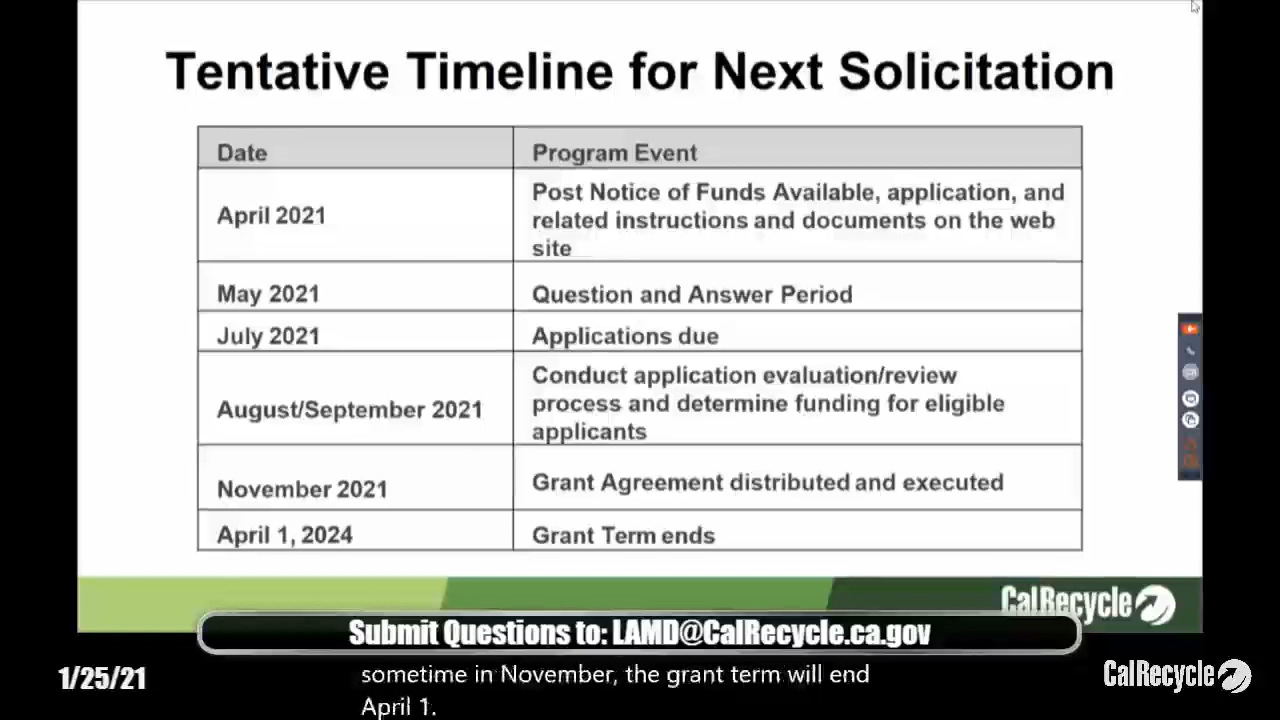 Tentative Timeline for Next Solicitation
Date
Program Event
April 2021
Post Notice of Funds Available, application, and
related instructions and documents on the web
site
May 2021
Question and Answer Period
July 2021
Applications due
August/September 2021
Conduct application evaluation/review
process and determine funding for eligible
applicants
November 2021
Grant Agreement distributed and executed
April 1, 2024
Grant Term ends
CalRecycle
Submit Questions to: LAMD@CalRecycle.ca.gov
1/25/21
sometime in November, the grant term will end
April 1.
CalRecycle